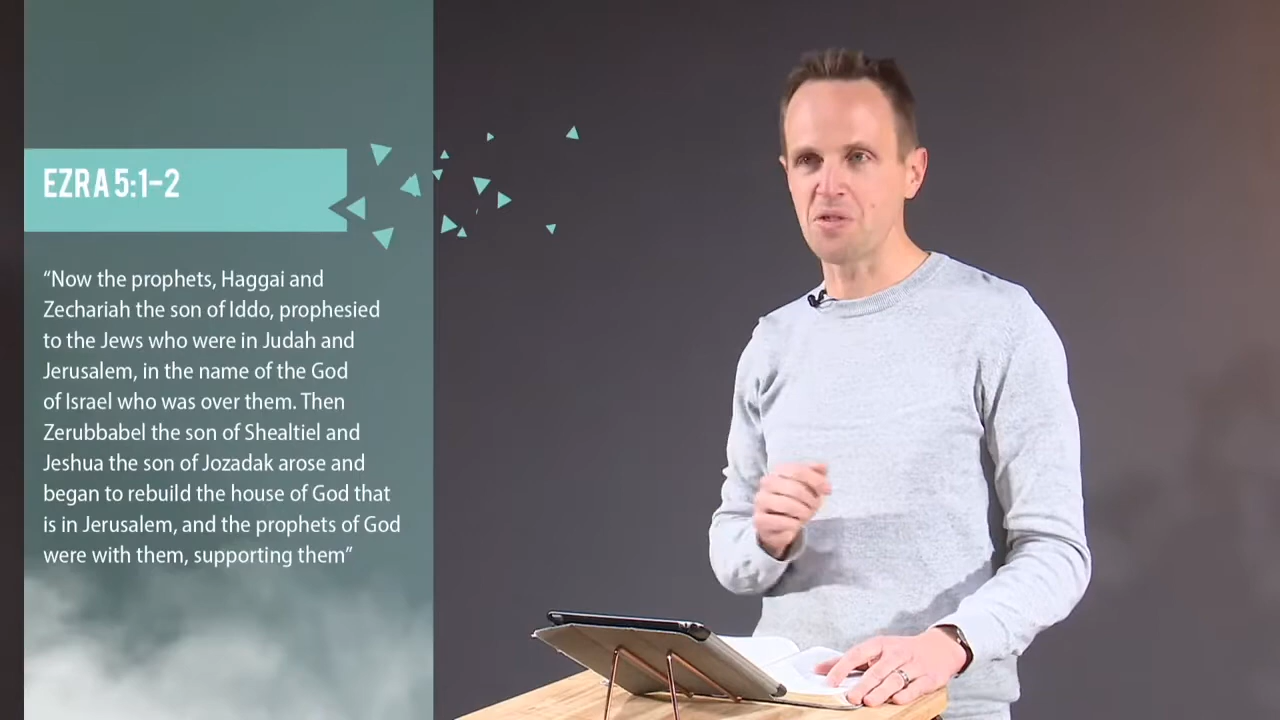 EZRA 5:1–2
“Now the prophets, Haggai and
Zechariah the son of Iddo, prophesied
to the Jews who were in Judah and
Jerusalem, in the name of the God
of Israel who was over them. Then
Zerubbabel the son of Shealtiel and
Jeshua the son of Jozadak arose and
began to rebuild the house of God that
is in Jerusalem, and the prophets of God
were with them, supporting them”